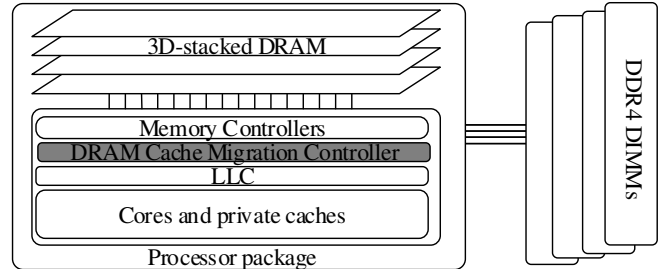 3D-stacked DRAM
Memory Controllers
DRAM Cache Migration Controller
LLC
Cores and private caches
Processor package
DDR4 DIMMs